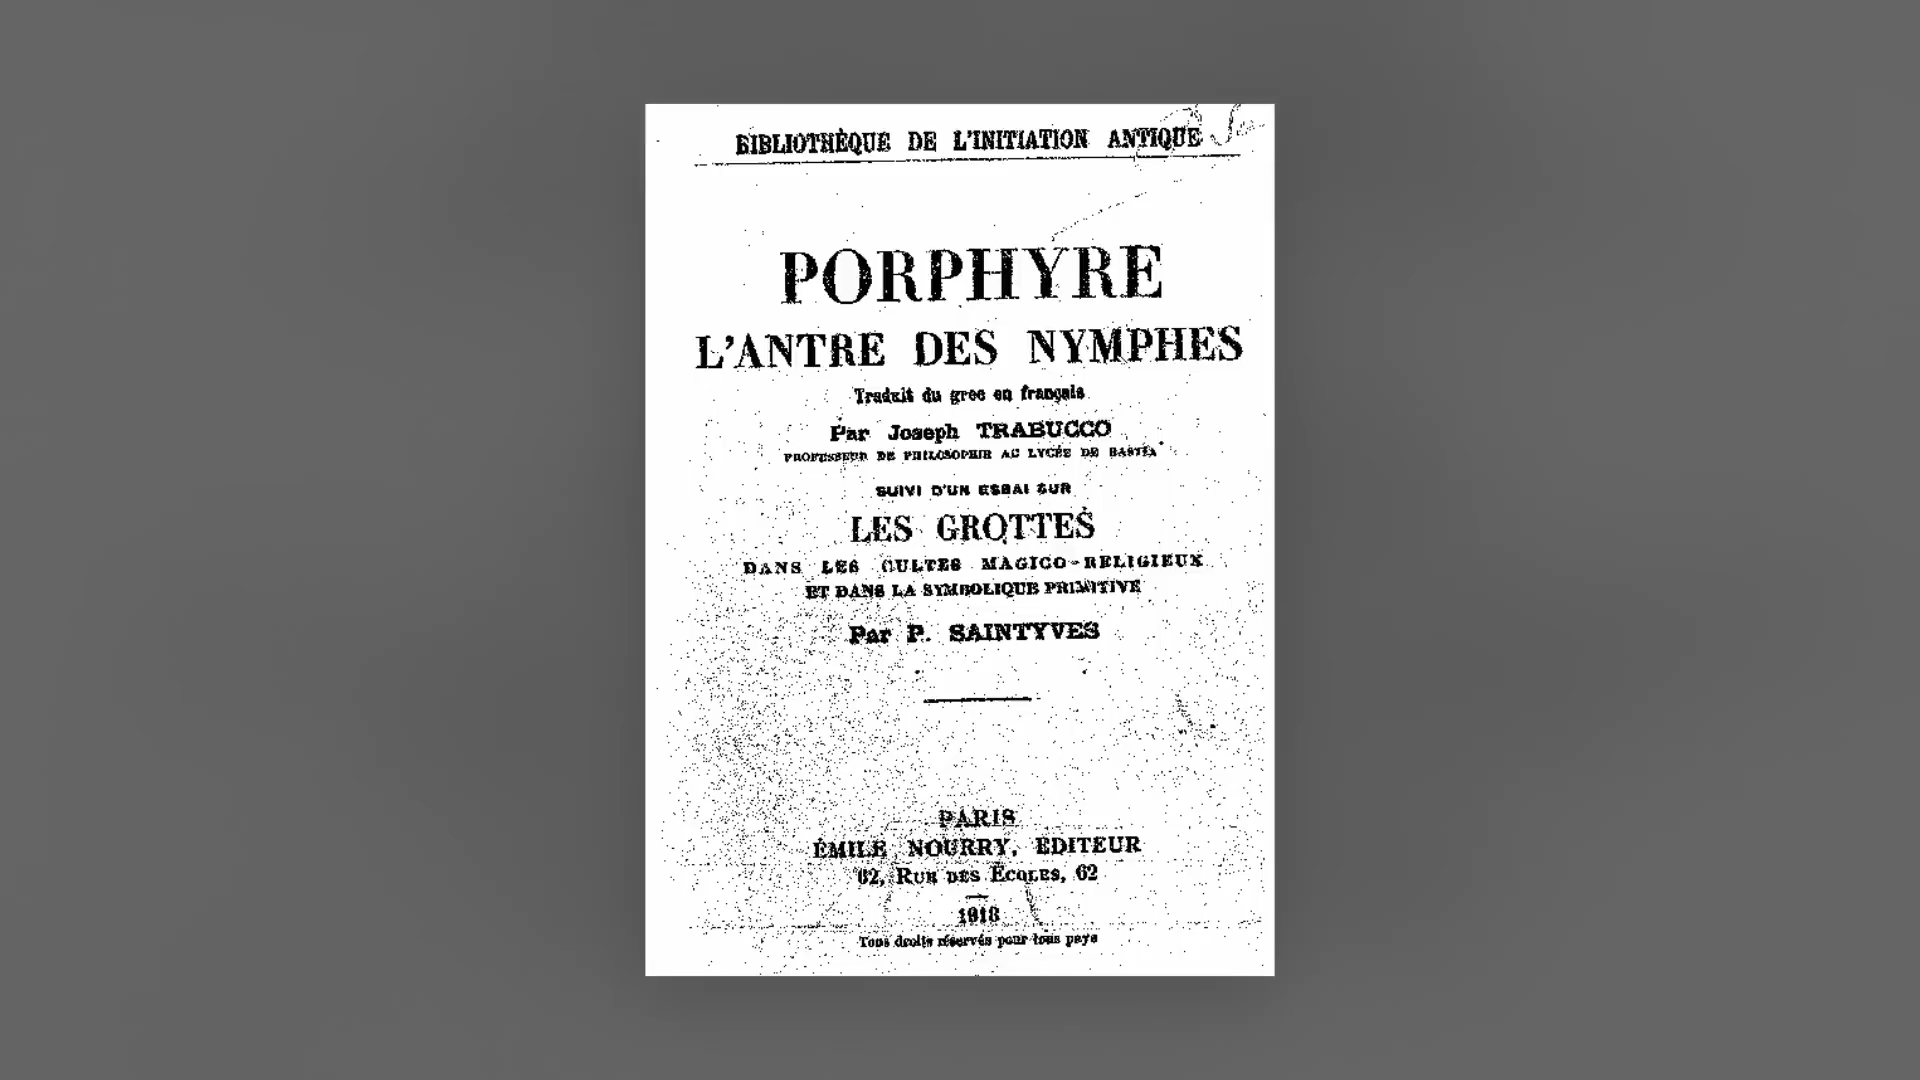 BIBLIOTHÈQUE DE L'INITIATION ANTIQUE
PORPHYRE
L'ANTRE DES NYMPHES
Traduit du grec en français
Par Joseph TRABUCCO
PROFESSEUR DE PHILOSOPHIE AU LYCÉE DE BASTIA
SUIVI D'UN ESSAI SUR
LES GROTTES
DANS LES CULTES MAGICO-RELIGIEUX
ET DANS LA SYMBOLIQUE PRIMITIVE
Par P. SAINTYVES
PARIS
ÉMILE NOURRY, EDITEUR
62, RUE DES ÉCOLES, 62
1918
Tous droits réservés pour tous pays